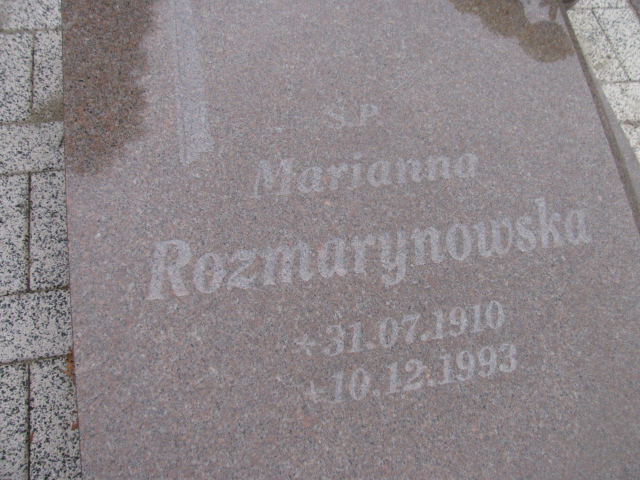 Ś.P.
Marianna
Rozmarynowska
+31.07.1910
+10.12.1993